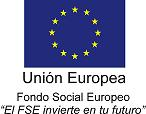 Unión Europea
Fondo Social Europeo
“El FSE invierte en tu futuro”